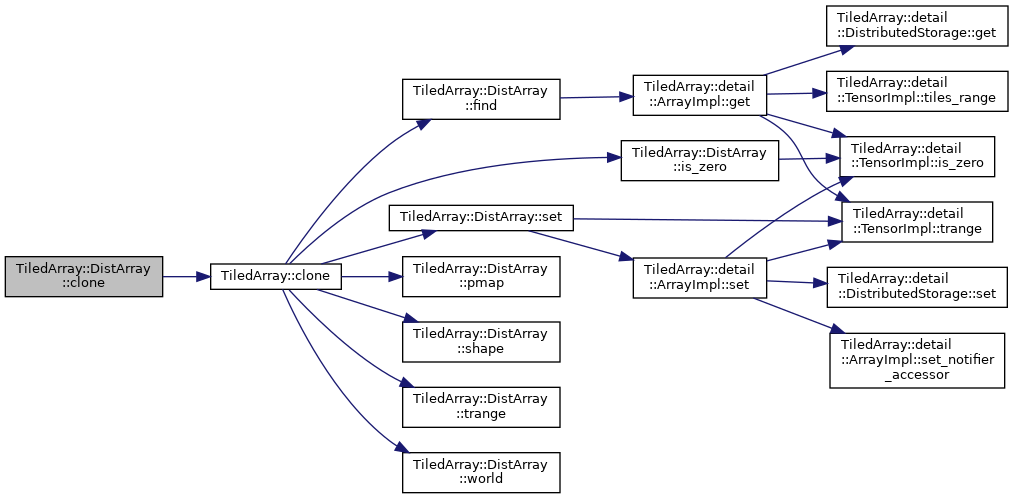 TiledArray::DistArray
::clone
TiledArray::clone
TiledArray::DistArray
::find
TiledArray::DistArray
::is_zero
TiledArray::DistArray::set
TiledArray::DistArray
::pmap
TiledArray::DistArray
::shape
TiledArray::DistArray
::trange
TiledArray::DistArray
::world
TiledArray::detail
::ArrayImpl::get
TiledArray::detail
::ArrayImpl::set
TiledArray::detail
::DistributedStorage::get
TiledArray::detail
::TensorImpl::tiles_range
TiledArray::detail
::TensorImpl::is_zero
TiledArray::detail
::TensorImpl::trange
TiledArray::detail
::DistributedStorage::set
TiledArray::detail
::ArrayImpl::set_notifier
_accessor